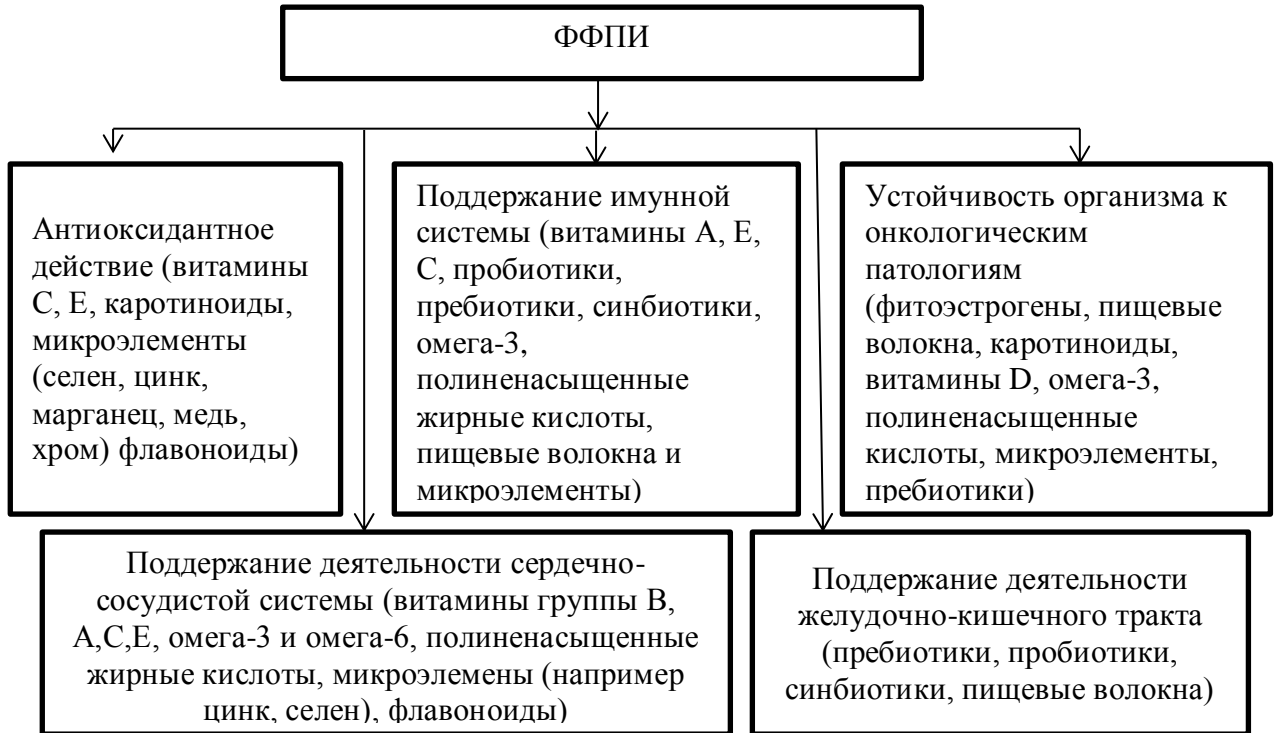 ФФПИ
Антиоксидантное
действие (витамины
С, Е, каротиноиды,
микроэлементы
(селен, цинк,
марганец, медь,
хром) флавоноиды)
Поддержание имунной
системы (витамины А, Е,
С, пробиотики,
пребиотики, синбиотики,
омега-3,
полиненасыщенные
жирные кислоты,
пищевые волокна и
микроэлементы)
Устойчивость организма к
онкологическим
патологиям
(фитоэстрогены, пищевые
волокна, каротиноиды,
витамины D, омега-3,
полиненасыщенные
кислоты, микроэлементы,
пребиотики)
Поддержание деятельности сердечно-
сосудистой системы (витамины группы В,
А,С,Е, омега-3 и омега-6, полиненасыщенные
жирные кислоты, микроэлемены (например
цинк, селен), флавоноиды)
Поддержание деятельности
желудочно-кишечного тракта
(пребиотики, пробиотики,
синбиотики, пищевые волокна)